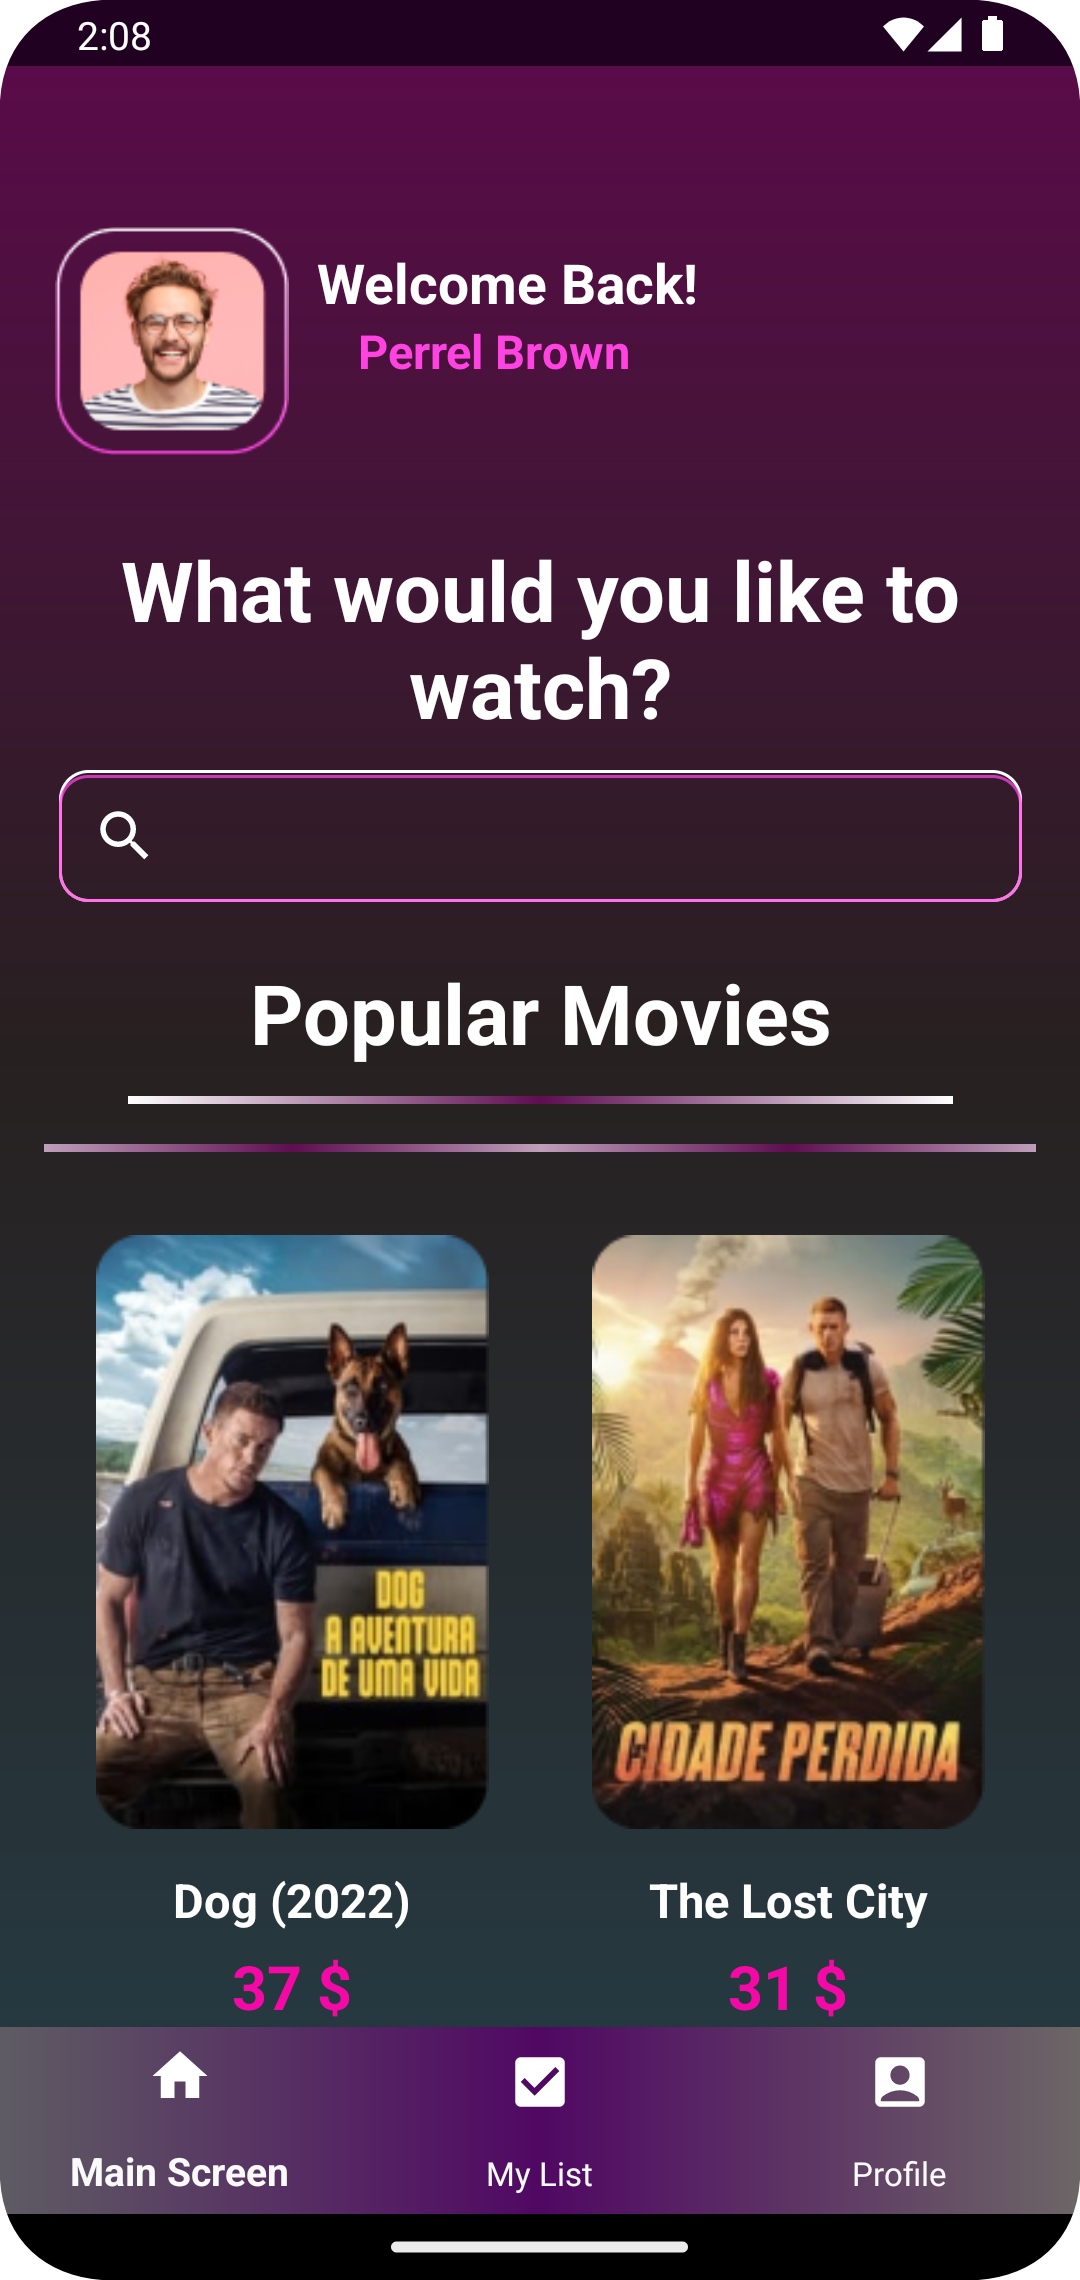 2:08
Welcome Back!
Perrel Brown
What would you like to
watch?
Popular Movies
DOG
A AVENTURA
DE UMA VIDA
CIDADE PERDIDA
Dog (2022)
The Lost City
37 $
31 $
Main Screen
My List
Profile